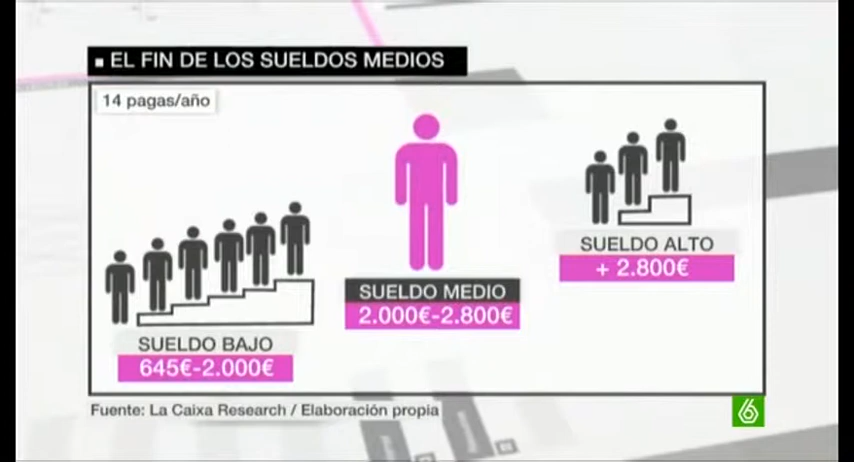 EL FIN DE LOS SUELDOS MEDIOS
14 pagas/año
SUELDO BAJO
645€-2.000€
SUELDO MEDIO
2.000€-2.800€
SUELDO ALTO
+ 2.800€
Fuente: La Caixa Research / Elaboración propia
6